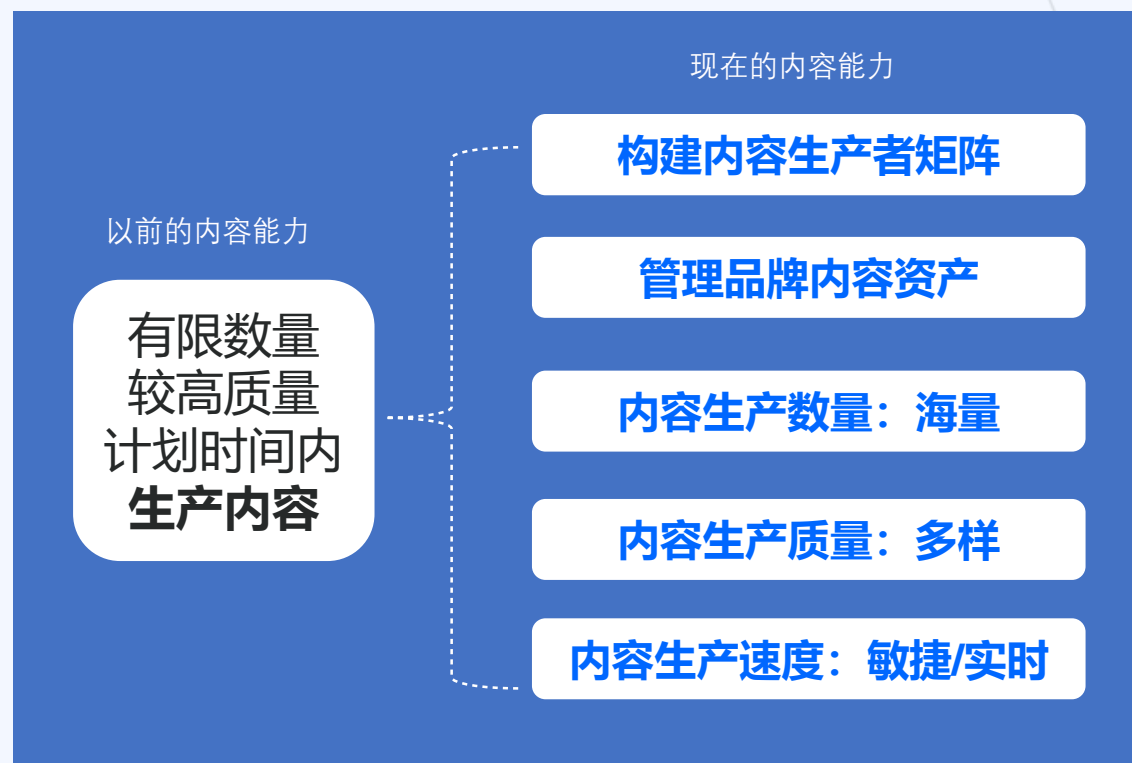 以前的内容能力
有限数量
较高质量
计划时间内
生产内容
现在的内容能力
构建内容生产者矩阵
管理品牌内容资产
内容生产数量：海量
内容生产质量：多样
内容生产速度：敏捷/实时